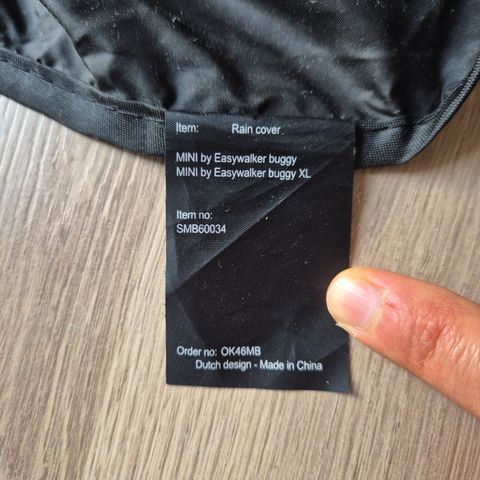 Item: Rain cover.
MINI by Easywalker buggy
MINI by Easywalker buggy XL
Item no:
SMB60034
Order no: OK46MB
Dutch design - Made in China